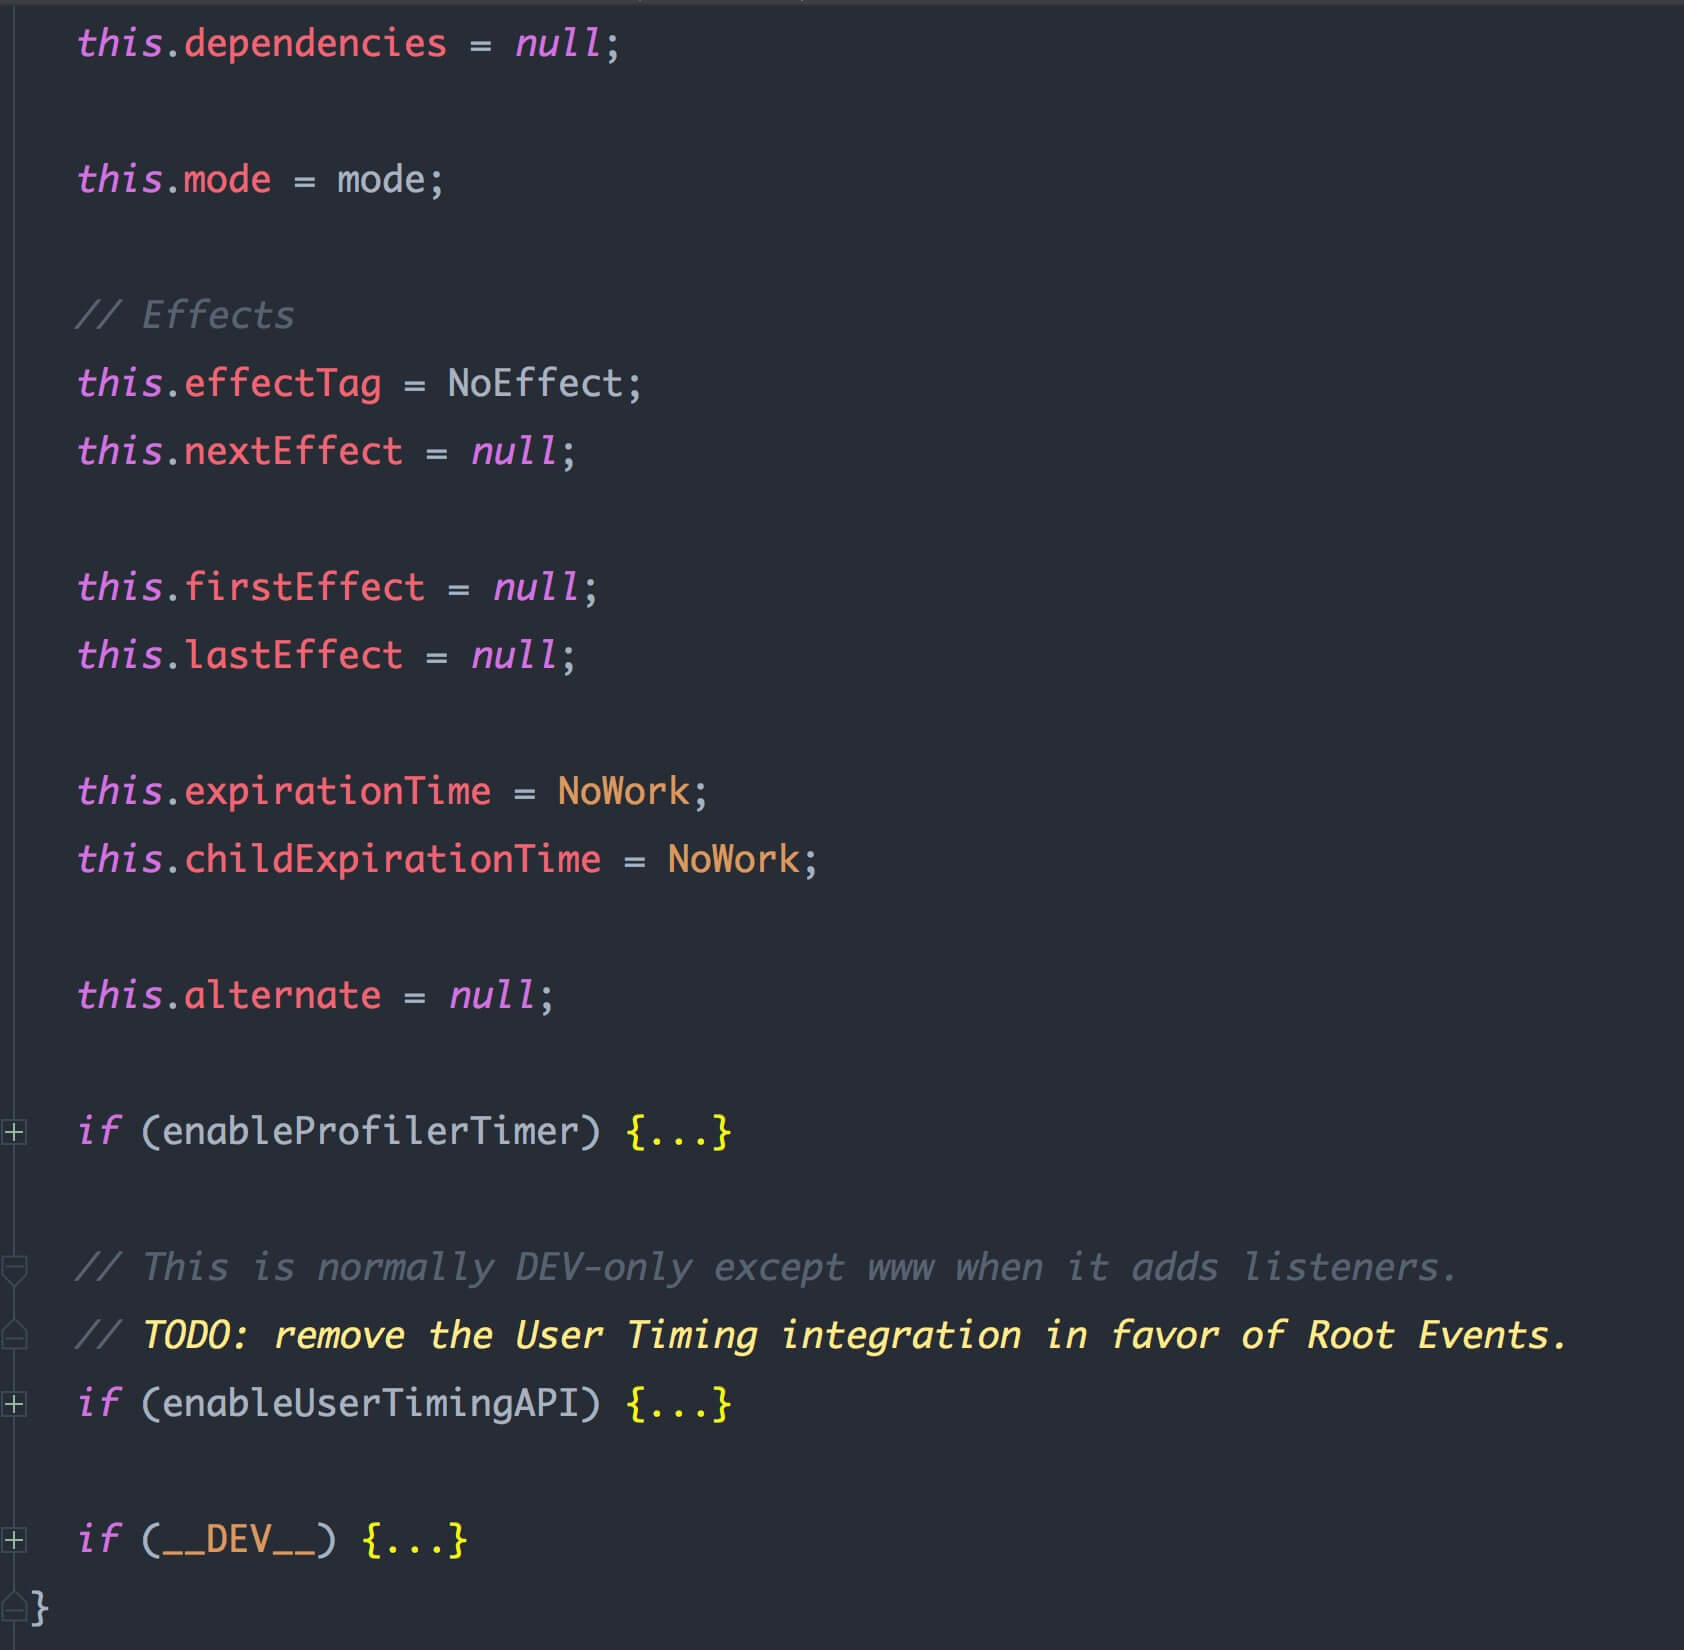 this.dependencies = null;
this.mode = mode;
// Effects
this.effectTag = NoEffect;
this.nextEffect = null;
this.firstEffect = null;
this.lastEffect = null;
this.expirationTime = NoWork;
this.childExpirationTime = NoWork;
this.alternate = null;
if (enableProfilerTimer) {...}
// This is normally DEV-only except www when it adds listeners.
// TODO: remove the User Timing integration in favor of Root Events.
if (enableUserTimingAPI) {...}
if (__DEV__) {...}
}